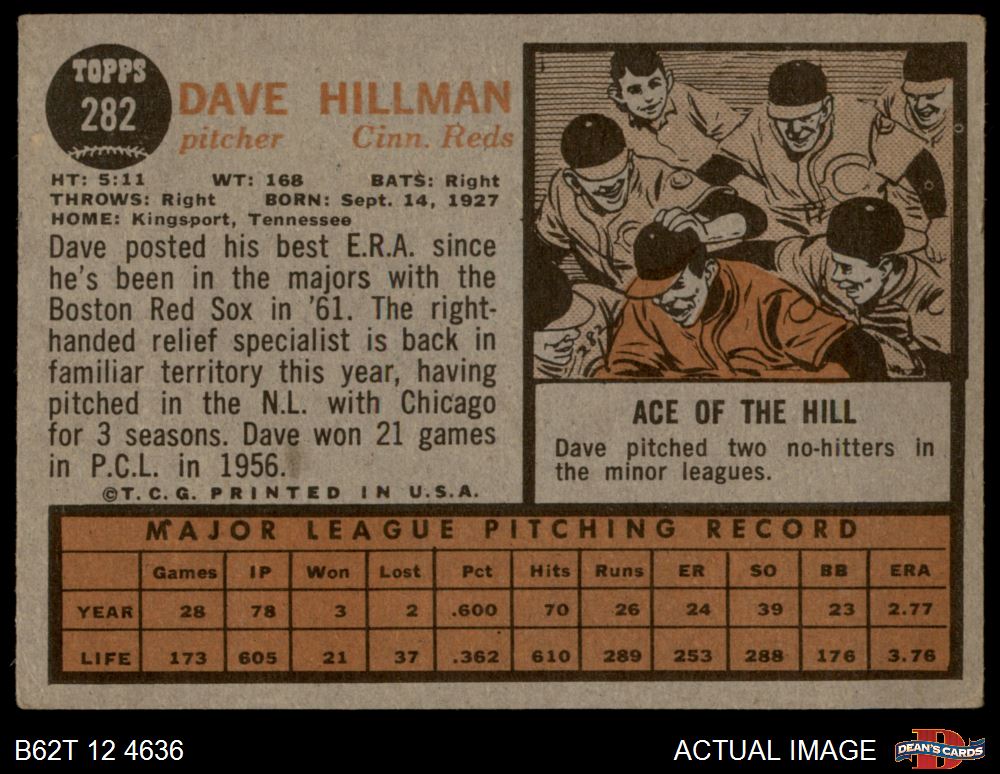 TOPPS
282
DAVE HILLMAN
pitcher Cinn. Reds
HT: 5:11 WT: 168 BATS: Right
THROWS: Right BORN: Sept. 14, 1927
HOME: Kingsport, Tennessee
Dave posted his best E.R.A. since
he's been in the majors with the
Boston Red Sox in '61. The right-
handed relief specialist is back in
familiar territory this year, having
pitched in the N.L. with Chicago
for 3 seasons. Dave won 21 games
in P.C.L. in 1956.
©T.C.G. PRINTED IN U.S.A.
282
ACE OF THE HILL
Dave pitched two no-hitters in
the minor leagues.
MAJOR LEAGUE PITCHING RECORD
Games IP Won Lost Pct Hits Runs ER SO BB ERA
YEAR 28 78 3 2 .600 70 26 24 39 23 2.77
LIFE 173 605 21 37 .362 610 289 253 288 176 3.76
B62T 12 4636 ACTUAL IMAGE
D
DEAN'S CARDS